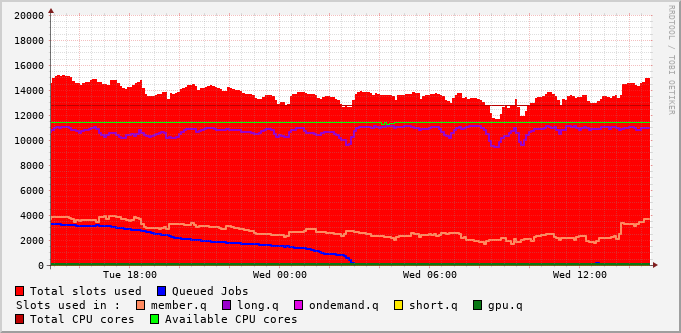 20000
18000
16000
14000
12000
10000
8000
6000
4000
2000
0
RRDTOOL / TOBI OETIKER
Tue 18:00 Wed 00:00 Wed 06:00 Wed 12:00
Total slots used Queued Jobs
Slots used in : member.q long.q ondemand.q short.q gpu.q
Total CPU cores Available CPU cores